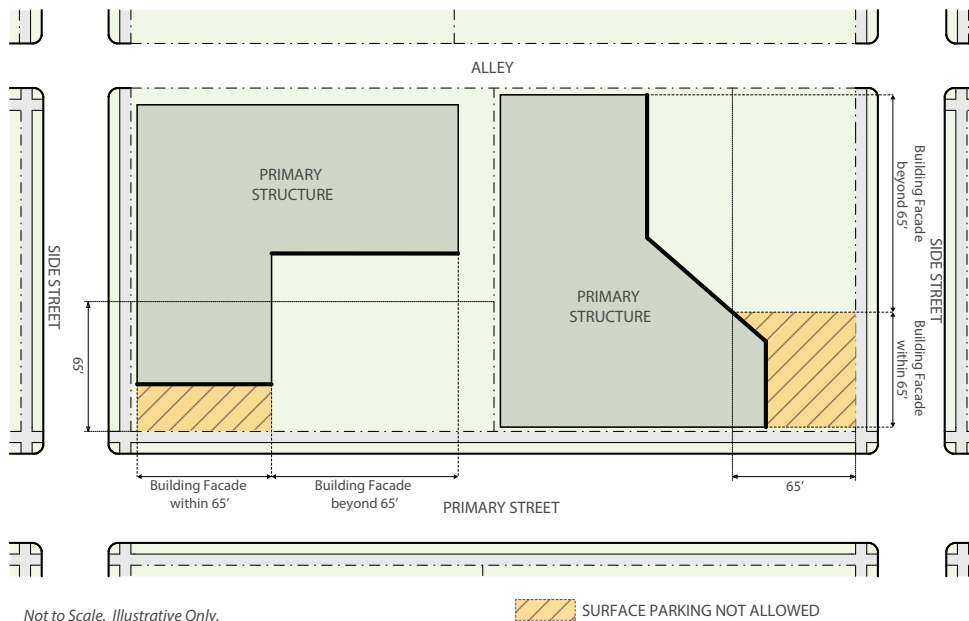 ALLEY
PRIMARY
STRUCTURE
PRIMARY
STRUCTURE
SIDE STREET
SIDE STREET
Building Facade
beyond 65'
Building Facade
within 65'
65'
Building Facade
within 65'
Building Facade
beyond 65'
65'
PRIMARY STREET
Not to Scale. Illustrative Only.
SURFACE PARKING NOT ALLOWED